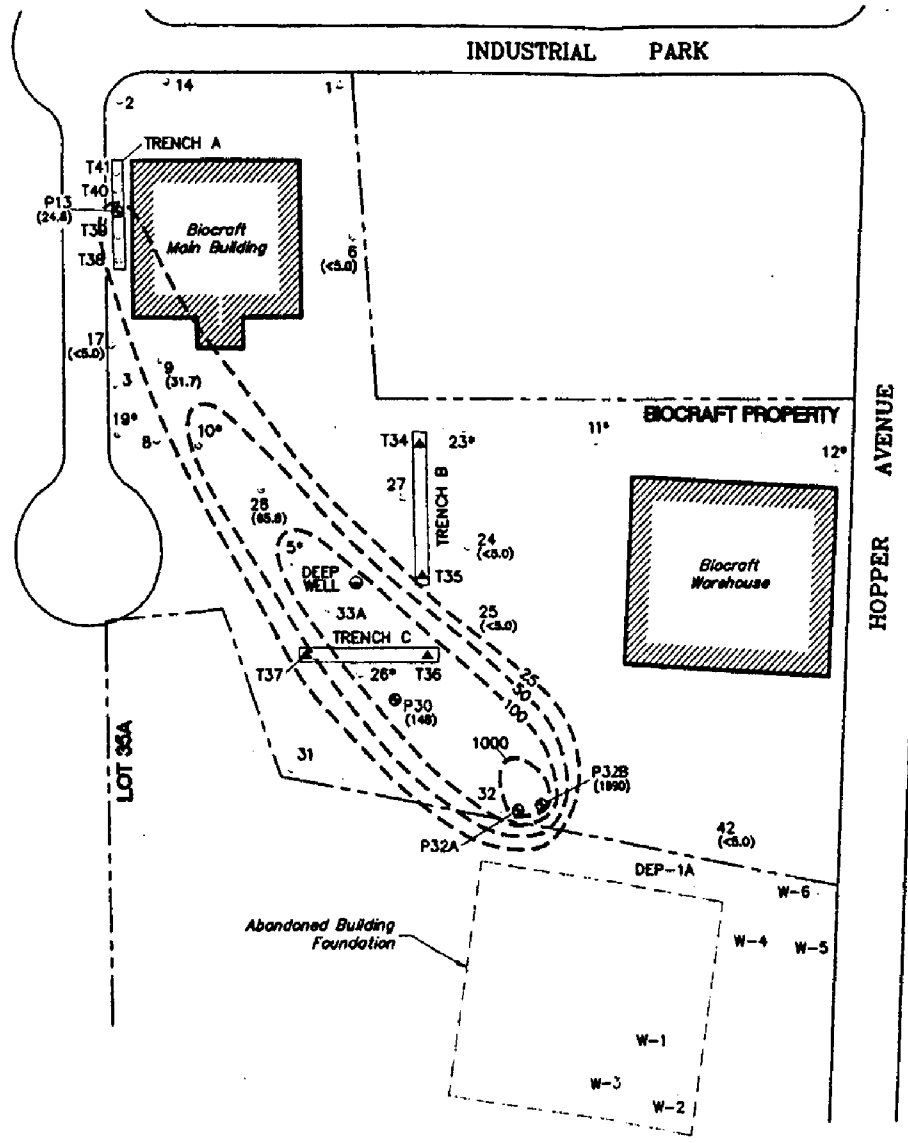 INDUSTRIAL PARK
14
1
2
TRENCH A
T41
T40
P13
(24.8)
T39
T38
Biocraft
Main Building
6
(<5.0)
17
(<5.0)
9
(31.7)
3
19*
8
10*
BIOCRAFT PROPERTY
HOPPER AVENUE
T34
23*
11*
12*
27
TRENCH B
28
(65.8)
24
(<5.0)
5*
DEEP
WELL
T35
Biocraft
Warehouse
33A
25
(<5.0)
TRENCH C
T37
26*
T36
25
50
100
P30
(148)
LOT 35A
31
1000
32
P32B
(1890)
P32A
42
(<5.0)
DEP-1A
W-6
Abandoned Building
Foundation
W-4
W-5
W-1
W-3
W-2